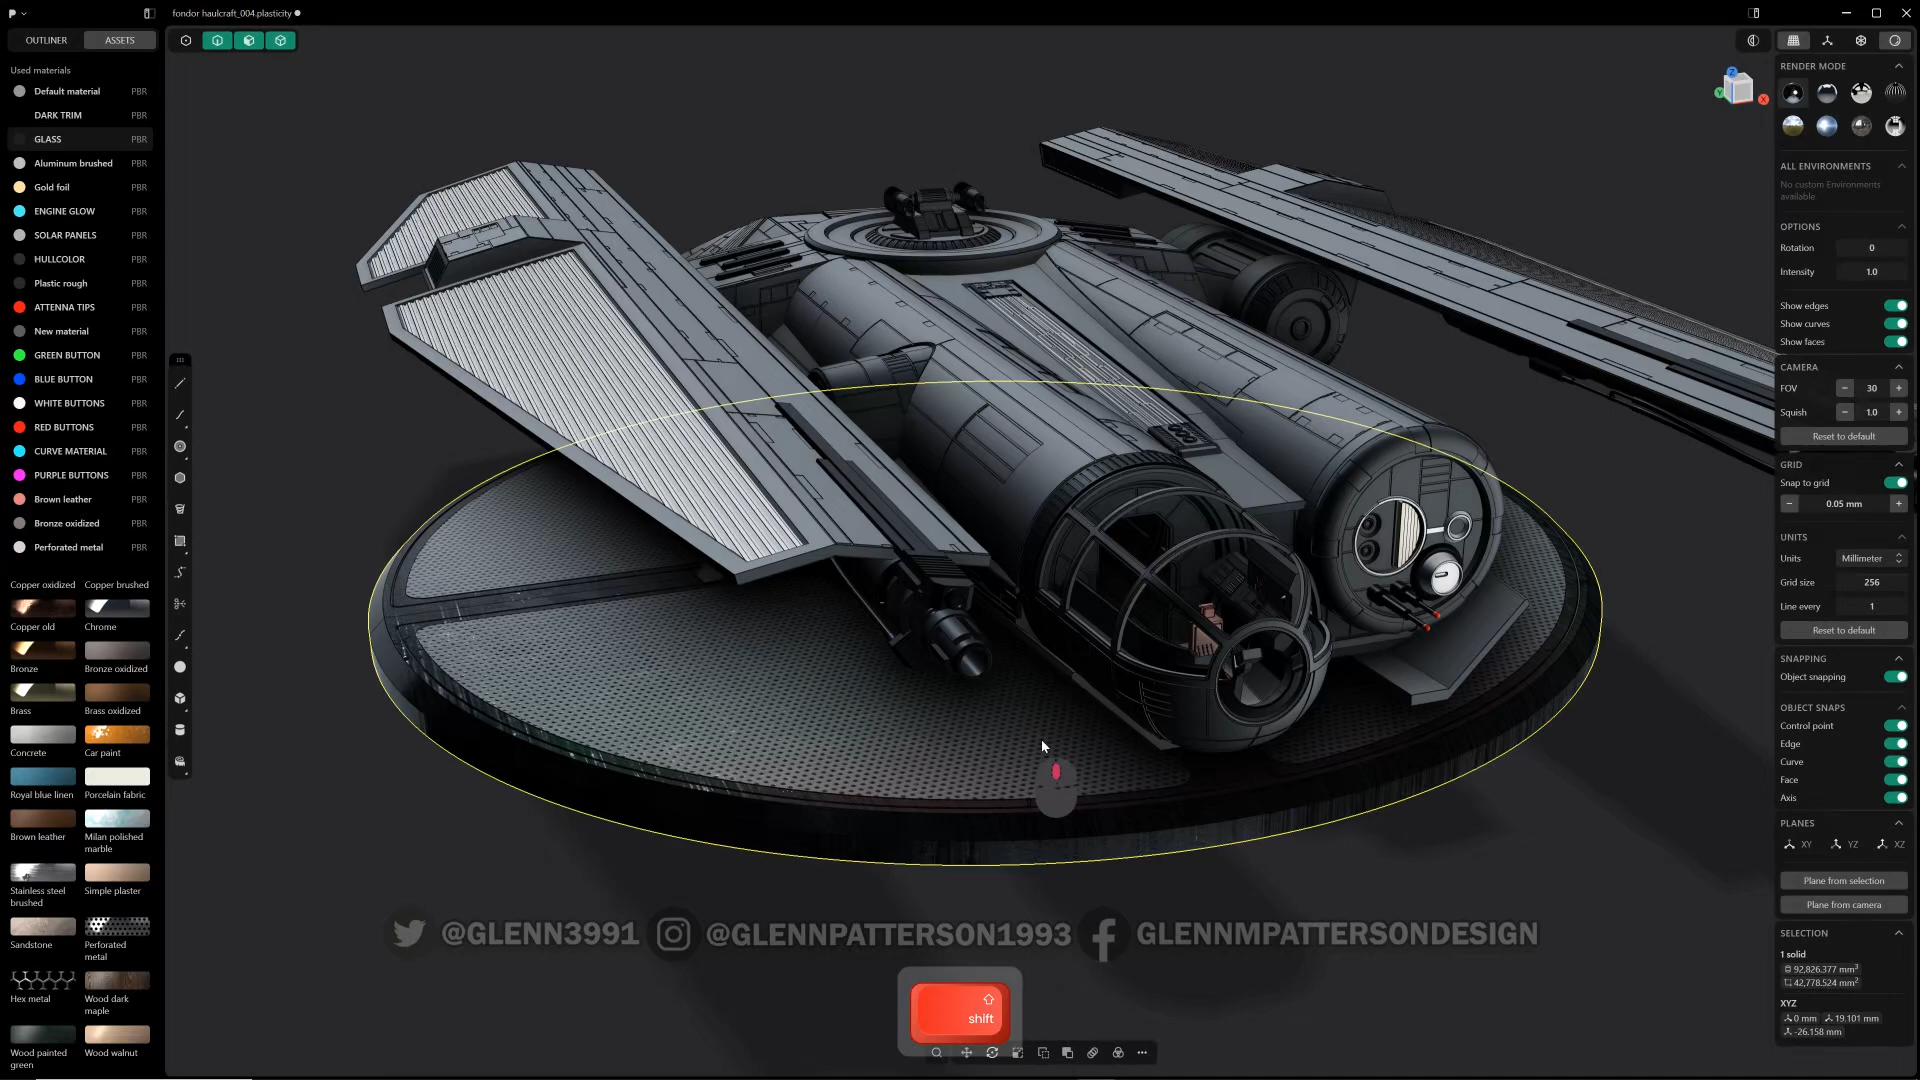 fondor haulcraft_004.plasticity
OUTLINER
ASSETS
Used materials
Default material PBR
DARK TRIM PBR
GLASS PBR
Aluminum brushed PBR
Gold foil PBR
ENGINE GLOW PBR
SOLAR PANELS PBR
HULLCOLOR PBR
Plastic rough PBR
ATTENNA TIPS PBR
New material PBR
GREEN BUTTON PBR
BLUE BUTTON PBR
WHITE BUTTONS PBR
RED BUTTONS PBR
CURVE MATERIAL PBR
PURPLE BUTTONS PBR
Brown leather PBR
Bronze oxidized PBR
Perforated metal PBR
Copper oxidized
Copper brushed
Copper old
Chrome
Bronze
Bronze oxidized
Brass
Brass oxidized
Concrete
Car paint
Royal blue linen
Porcelain fabric
Brown leather
Milan polished
marble
Stainless steel
brushed
Simple plaster
Sandstone
Perforated
metal
Hex metal
Wood dark
maple
Wood painted
green
Wood walnut
@GLENN3991
@GLENNPATTERSON1993
GLENNMPATTERSONDESIGN
shift
Z
Y
X
RENDER MODE
ALL ENVIRONMENTS
No custom Environments
available.
OPTIONS
Rotation 0
Intensity 1.0
Show edges
Show curves
Show faces
CAMERA
FOV − 30 +
Squish − 1.0 +
Reset to default
GRID
Snap to grid
− 0.05 mm +
UNITS
Units Millimeter
Grid size 256
Line every 1
Reset to default
SNAPPING
Object snapping
OBJECT SNAPS
Control point
Edge
Curve
Face
Axis
PLANES
XY YZ XZ
Plane from selection
Plane from camera
SELECTION
1 solid
92,826.377 mm³
42,778.524 mm²
XYZ
0 mm 19.101 mm
-26.158 mm